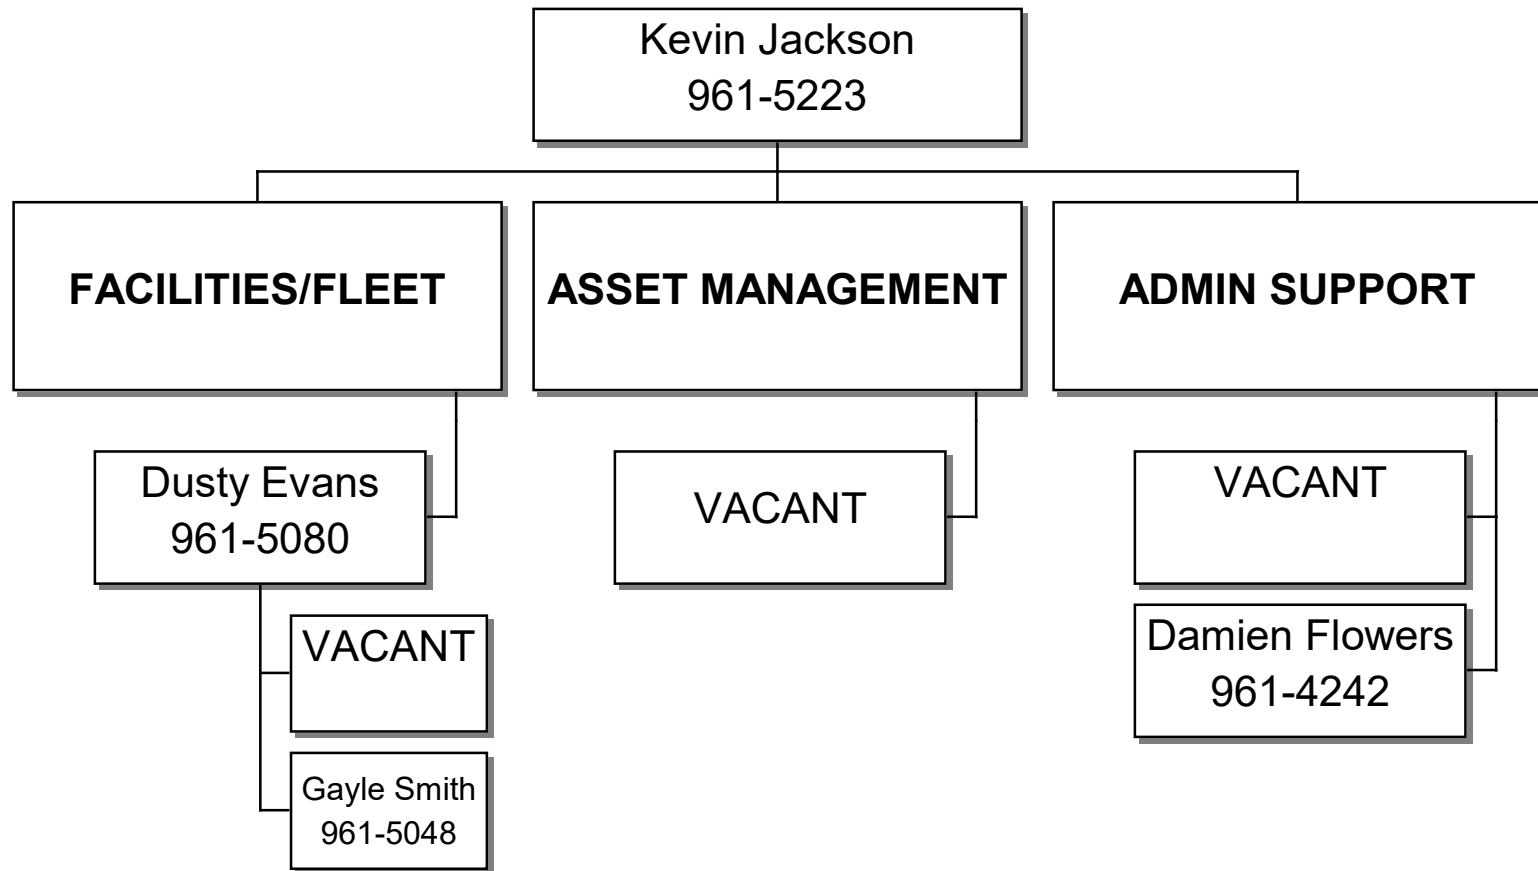 Kevin Jackson
961-5223
FACILITIES/FLEET
ASSET MANAGEMENT
ADMIN SUPPORT
Dusty Evans
961-5080
VACANT
Gayle Smith
961-5048
VACANT
VACANT
Damien Flowers
961-4242